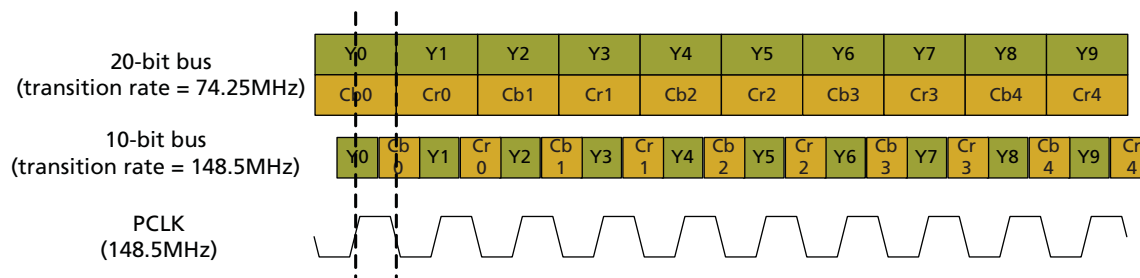 20-bit bus
(transition rate = 74.25MHz)
Y0 Y1 Y2 Y3 Y4 Y5 Y6 Y7 Y8 Y9
Cb0 Cr0 Cb1 Cr1 Cb2 Cr2 Cb3 Cr3 Cb4 Cr4
10-bit bus
(transition rate = 148.5MHz)
Y0 Cb 0 Y1 Cr 0 Y2 Cb 1 Y3 Cr 1 Y4 Cb 2 Y5 Cr 2 Y6 Cb 3 Y7 Cr 3 Y8 Cb 4 Y9 Cr 4
PCLK
(148.5MHz)